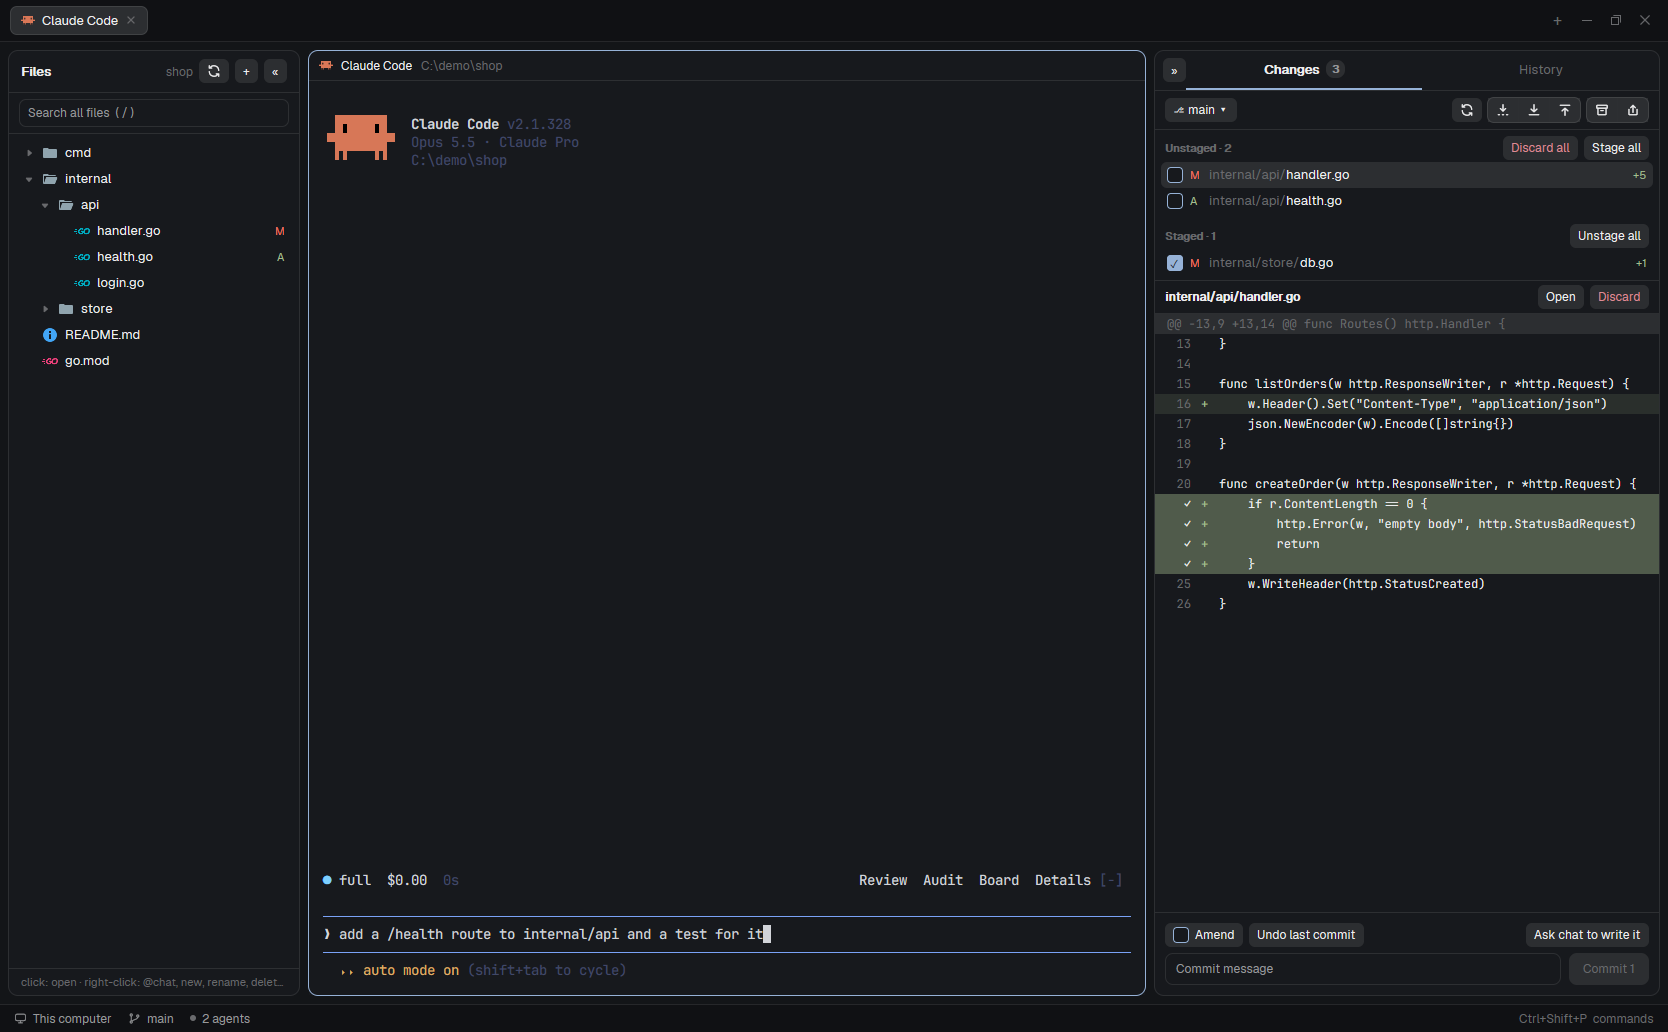 Claude Code
Files shop + «
Search all files (/)
cmd
internal
api
handler.go M
health.go A
login.go
store
README.md
go.mod
click: open · right-click: @chat, new, rename, delet...
Claude Code C:\demo\shop
Claude Code v2.1.328
Opus 5.5 · Claude Pro
C:\demo\shop
full $0.00 0s Review Audit Board Details [-]
❯ add a /health route to internal/api and a test for it
auto mode on (shift+tab to cycle)
» Changes 3 History
main
Unstaged · 2 Discard all Stage all
M internal/api/handler.go +5
A internal/api/health.go
Staged · 1 Unstage all
M internal/store/db.go +1
internal/api/handler.go Open Discard
@@ -13,9 +13,14 @@ func Routes() http.Handler {
13 }
14
15 func listOrders(w http.ResponseWriter, r *http.Request) {
16 + w.Header().Set("Content-Type", "application/json")
17 json.NewEncoder(w).Encode([]string{})
18 }
19
20 func createOrder(w http.ResponseWriter, r *http.Request) {
✓ + if r.ContentLength == 0 {
✓ + http.Error(w, "empty body", http.StatusBadRequest)
✓ + return
✓ + }
25 w.WriteHeader(http.StatusCreated)
26 }
Amend Undo last commit Ask chat to write it
Commit message Commit 1
This computer main 2 agents Ctrl+Shift+P commands